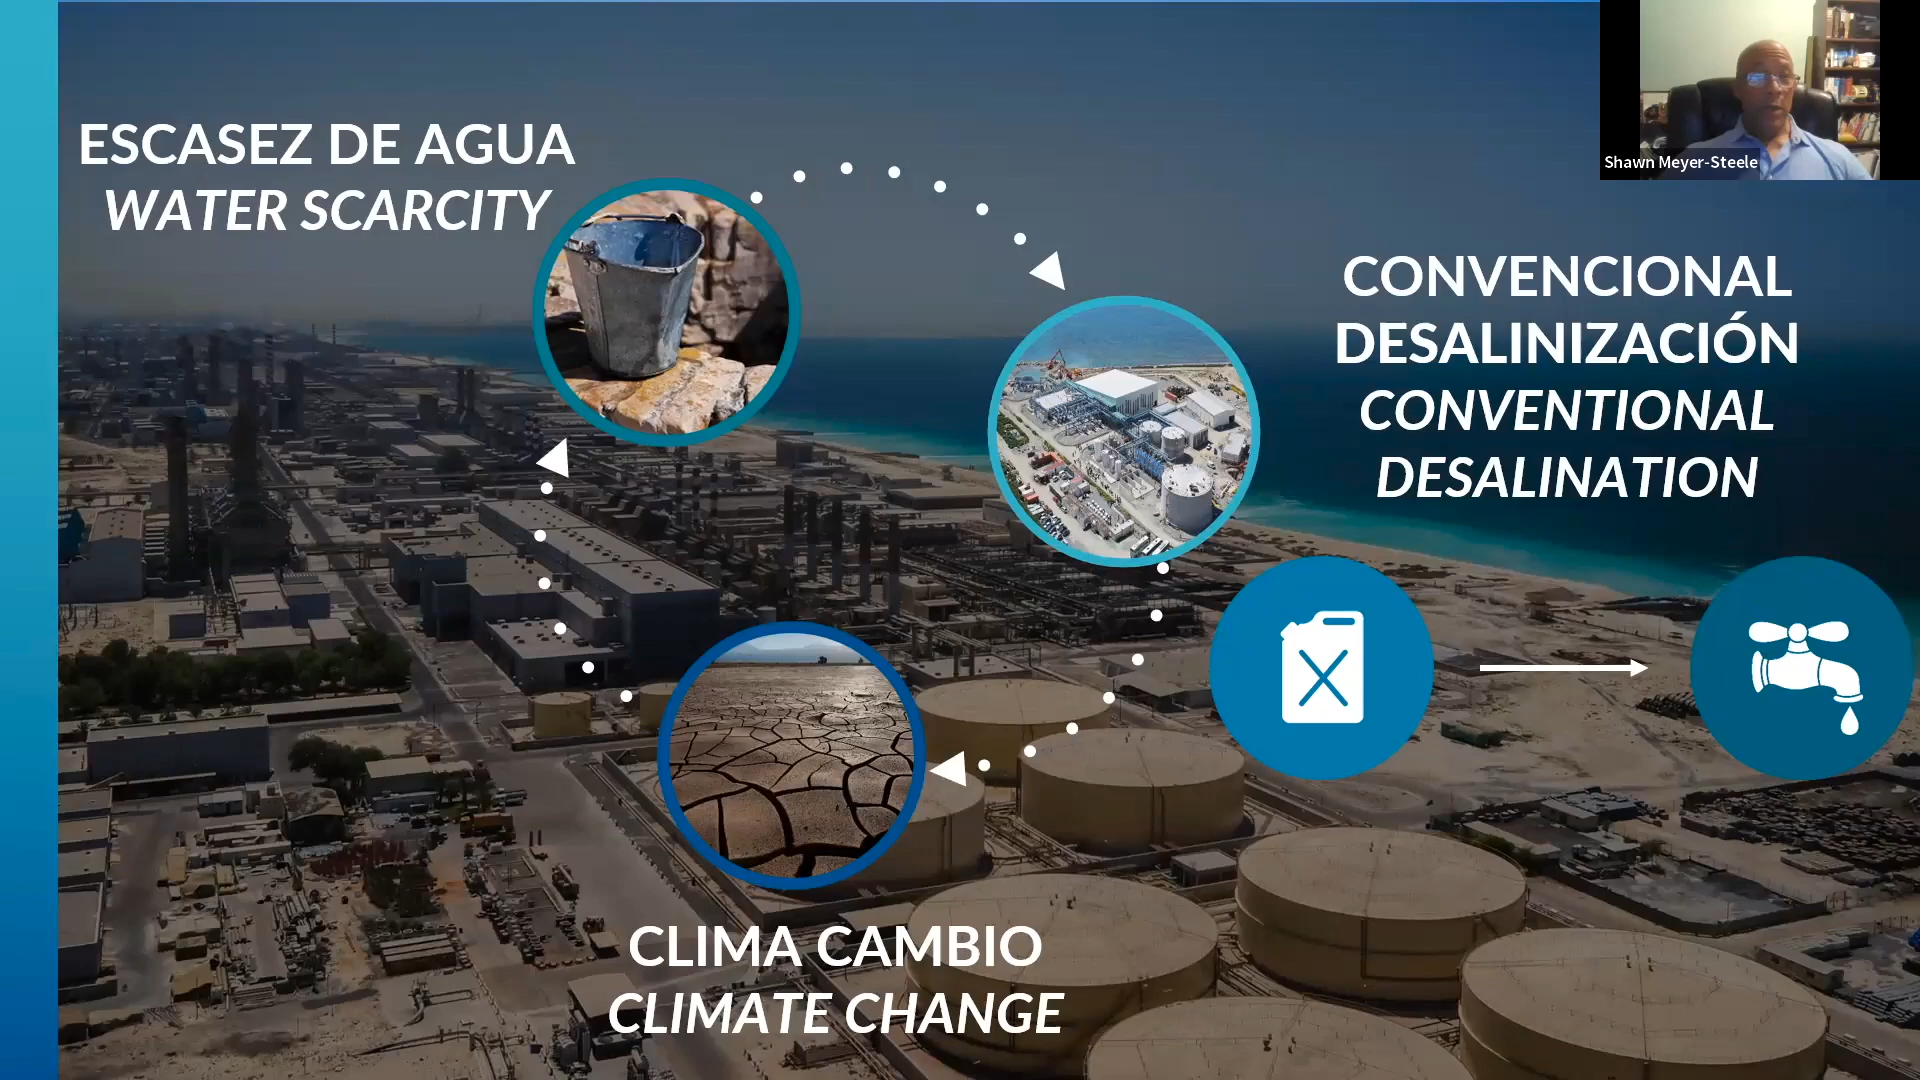 ESCASEZ DE AGUA
WATER SCARCITY
Shawn Meyer-Steele
CONVENCIONAL
DESALINIZACIÓN
CONVENTIONAL
DESALINATION
CLIMA CAMBIO
CLIMATE CHANGE